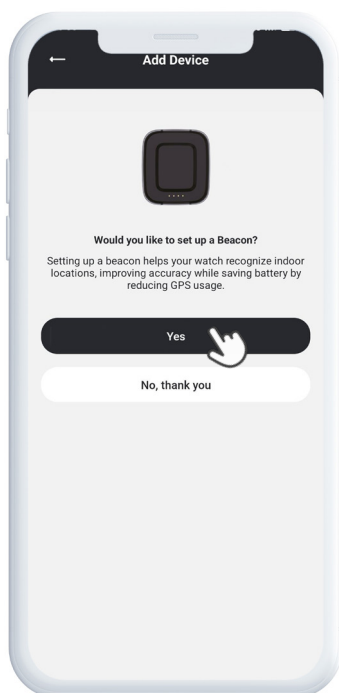 Add Device
Would you like to set up a Beacon?
Setting up a beacon helps your watch recognize indoor
locations, improving accuracy while saving battery by
reducing GPS usage.
Yes
No, thank you